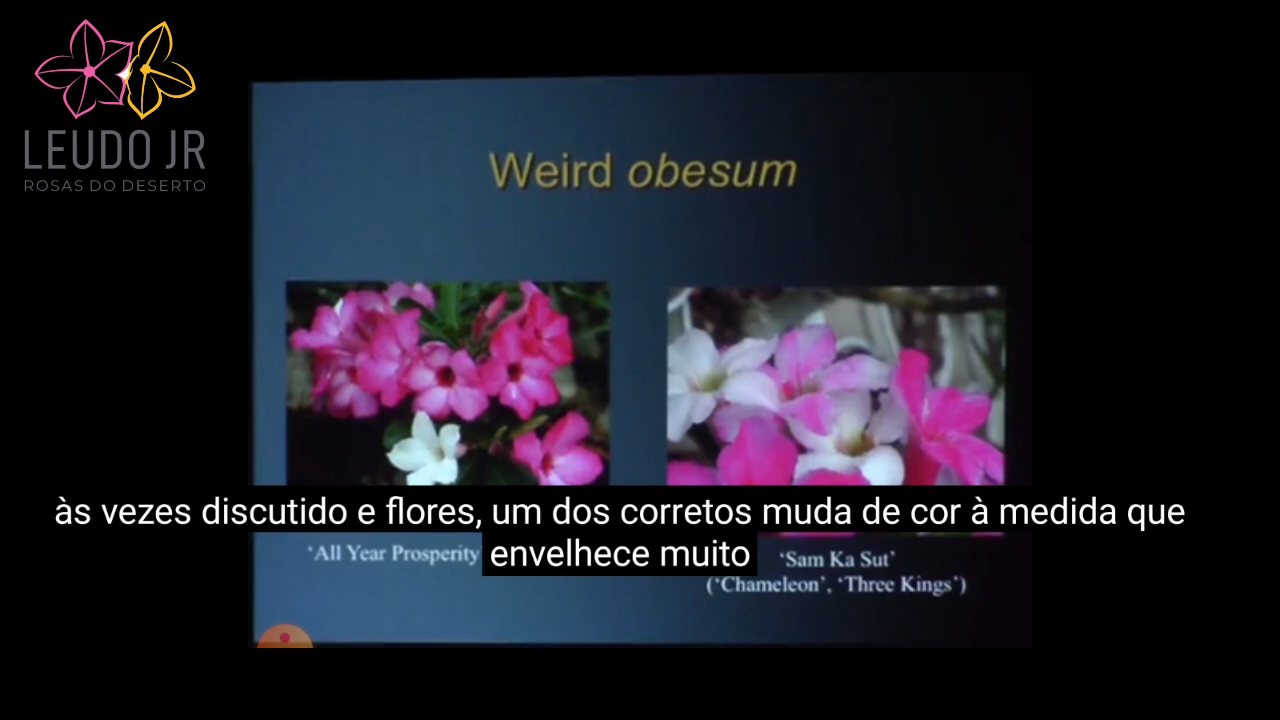 LEUDO JR
ROSAS DO DESERTO
Weird obesum
às vezes discutido e flores, um dos corretos muda de cor à medida que
envelhece muito
‘All Year Prosperity’
‘Sam Ka Sut’
(‘Chameleon’, ‘Three Kings’)